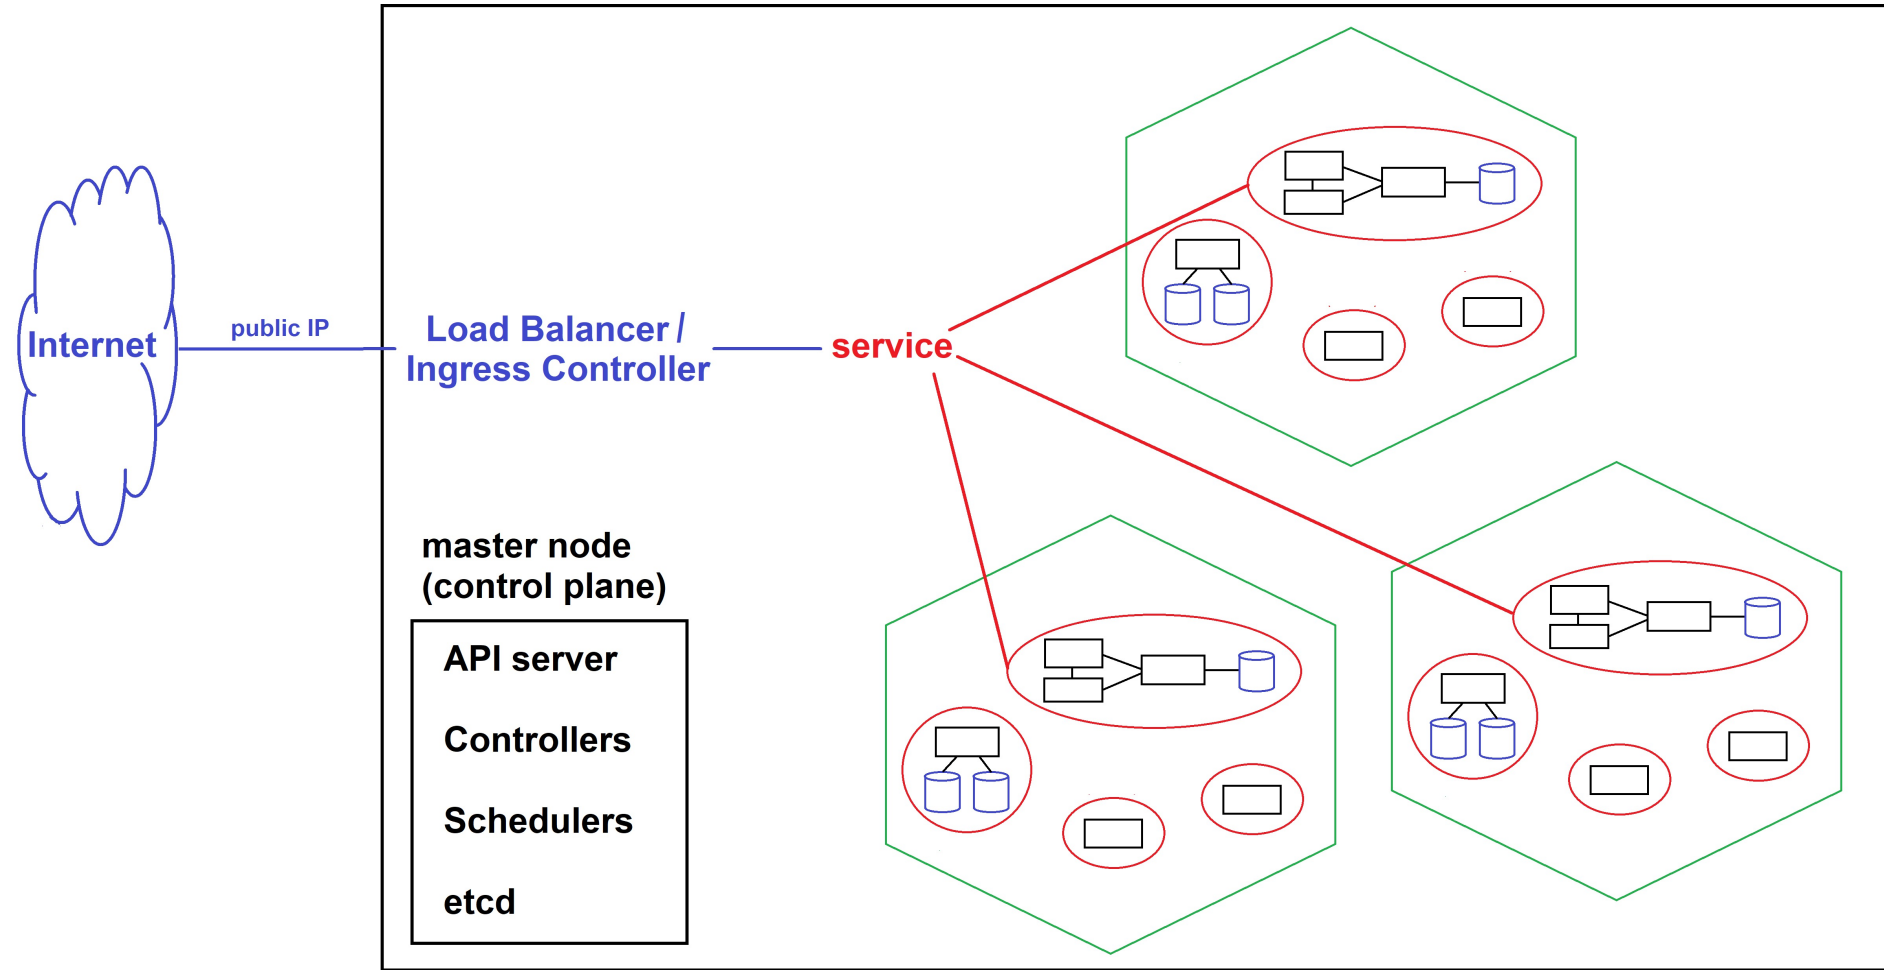 Internet
public IP
Load Balancer /
Ingress Controller
service
master node
(control plane)
API server
Controllers
Schedulers
etcd